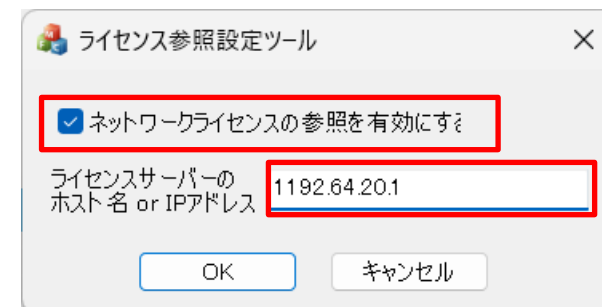 ライセンス参照設定ツール
ネットワークライセンスの参照を有効にする
ライセンスサーバーの
ホスト名 or IPアドレス
1192.64.20.1
OK
キャンセル